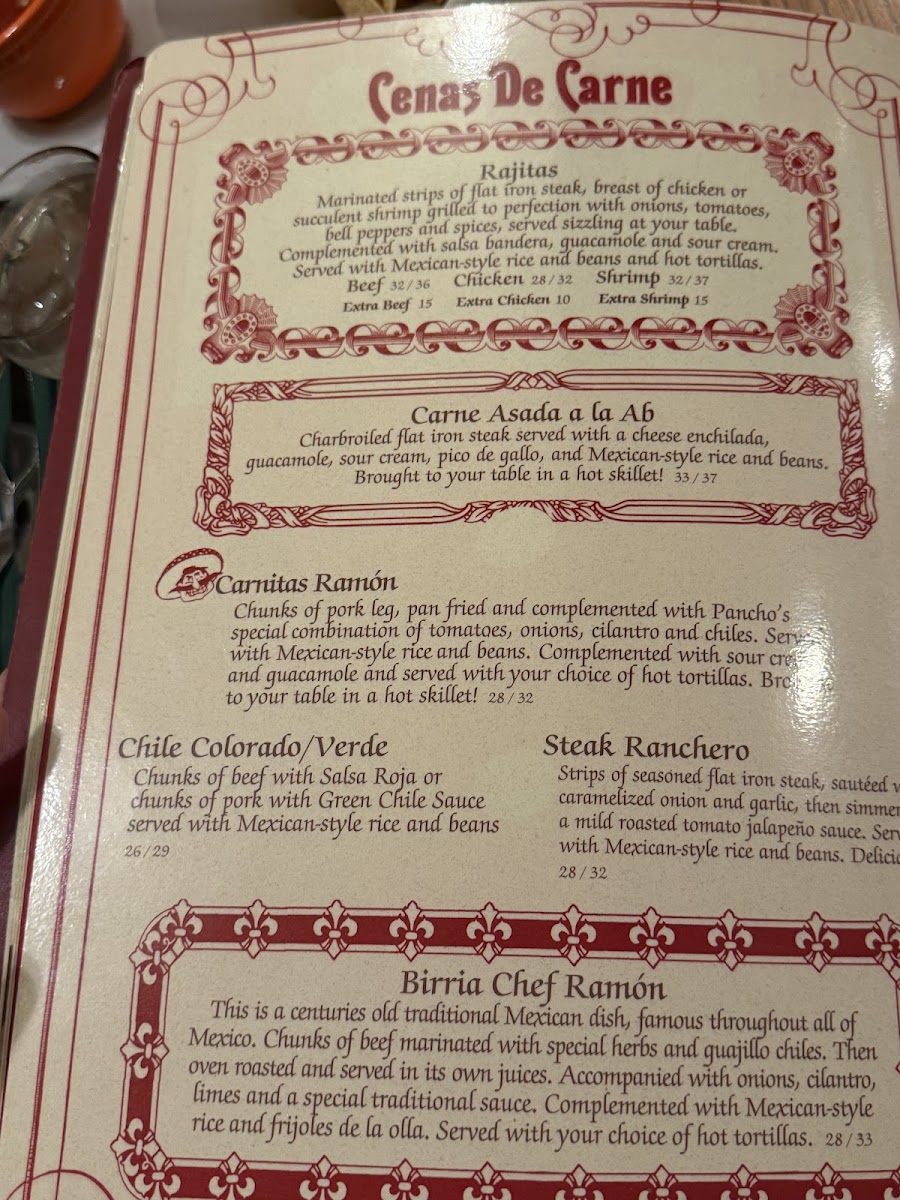 Cenas De Carne
Rajitas
Marinated strips of flat iron steak, breast of chicken or
succulent shrimp grilled to perfection with onions, tomatoes,
bell peppers and spices, served sizzling at your table.
Complemented with salsa bandera, guacamole and sour cream.
Served with Mexican-style rice and beans and hot tortillas.
Beef 32/36 Chicken 28/32 Shrimp 32/37
Extra Beef 15 Extra Chicken 10 Extra Shrimp 15
Carne Asada a la Ab
Charbroiled flat iron steak served with a cheese enchilada,
guacamole, sour cream, pico de gallo, and Mexican-style rice and beans.
Brought to your table in a hot skillet! 33/37
Carnitas Ramón
Chunks of pork leg, pan fried and complemented with Pancho's
special combination of tomatoes, onions, cilantro and chiles.
with Mexican-style rice and beans. Complemented with sour
and guacamole and served with your choice of hot tortillas.
to your table in a hot skillet! 28/32
Chile Colorado/Verde
Chunks of beef with Salsa Roja or
chunks of pork with Green Chile Sauce
served with Mexican-style rice and beans
26/29
Steak Ranchero
Strips of seasoned flat iron steak, sautéed
caramelized onion and garlic, then
a mild roasted tomato jalapeño sauce.
with Mexican-style rice and beans.
28/32
Birria Chef Ramón
This is a centuries old traditional Mexican dish, famous throughout all of
Mexico. Chunks of beef marinated with special herbs and guajillo chiles. Then
oven roasted and served in its own juices. Accompanied with onions, cilantro,
limes and a special traditional sauce. Complemented with Mexican-style
rice and frijoles de la olla. Served with your choice of hot tortillas. 28/33